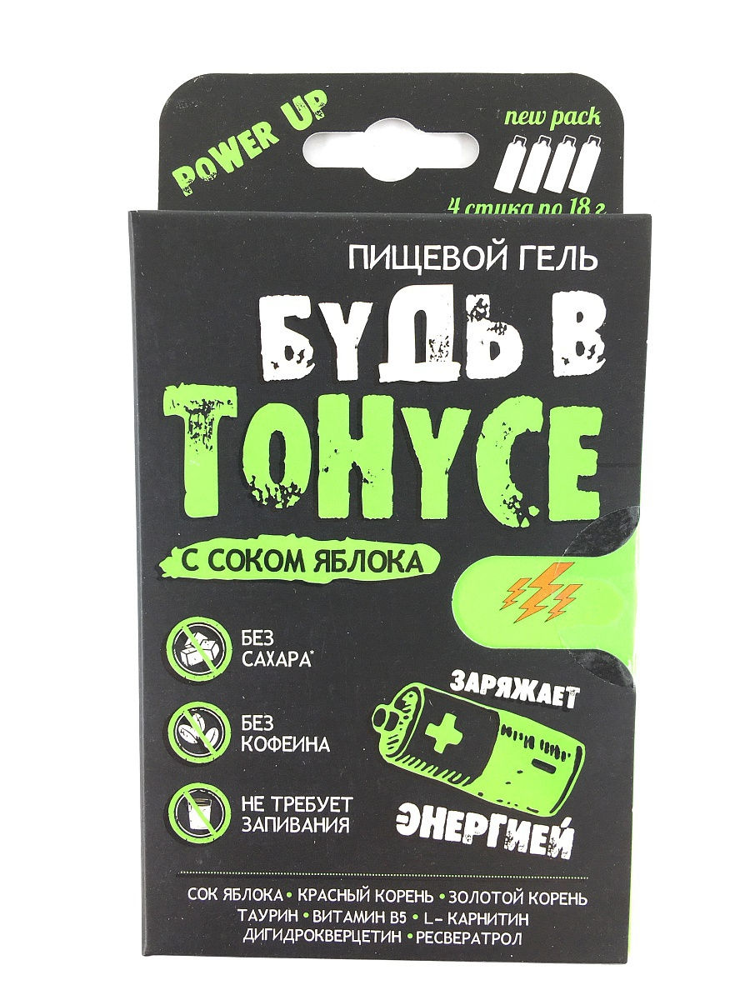 POWER UP
new pack
4 стика по 18 г
ПИЩЕВОЙ ГЕЛЬ
БУДЬ В
ТОНУСЕ
С СОКОМ ЯБЛОКА
БЕЗ
САХАРА*
БЕЗ
КОФЕИНА
НЕ ТРЕБУЕТ
ЗАПИВАНИЯ
ЗАРЯЖАЕТ
ЭНЕРГИЕЙ
СОК ЯБЛОКА • КРАСНЫЙ КОРЕНЬ • ЗОЛОТОЙ КОРЕНЬ
ТАУРИН • ВИТАМИН В5 • L- КАРНИТИН
ДИГИДРОКВЕРЦЕТИН • РЕСВЕРАТРОЛ